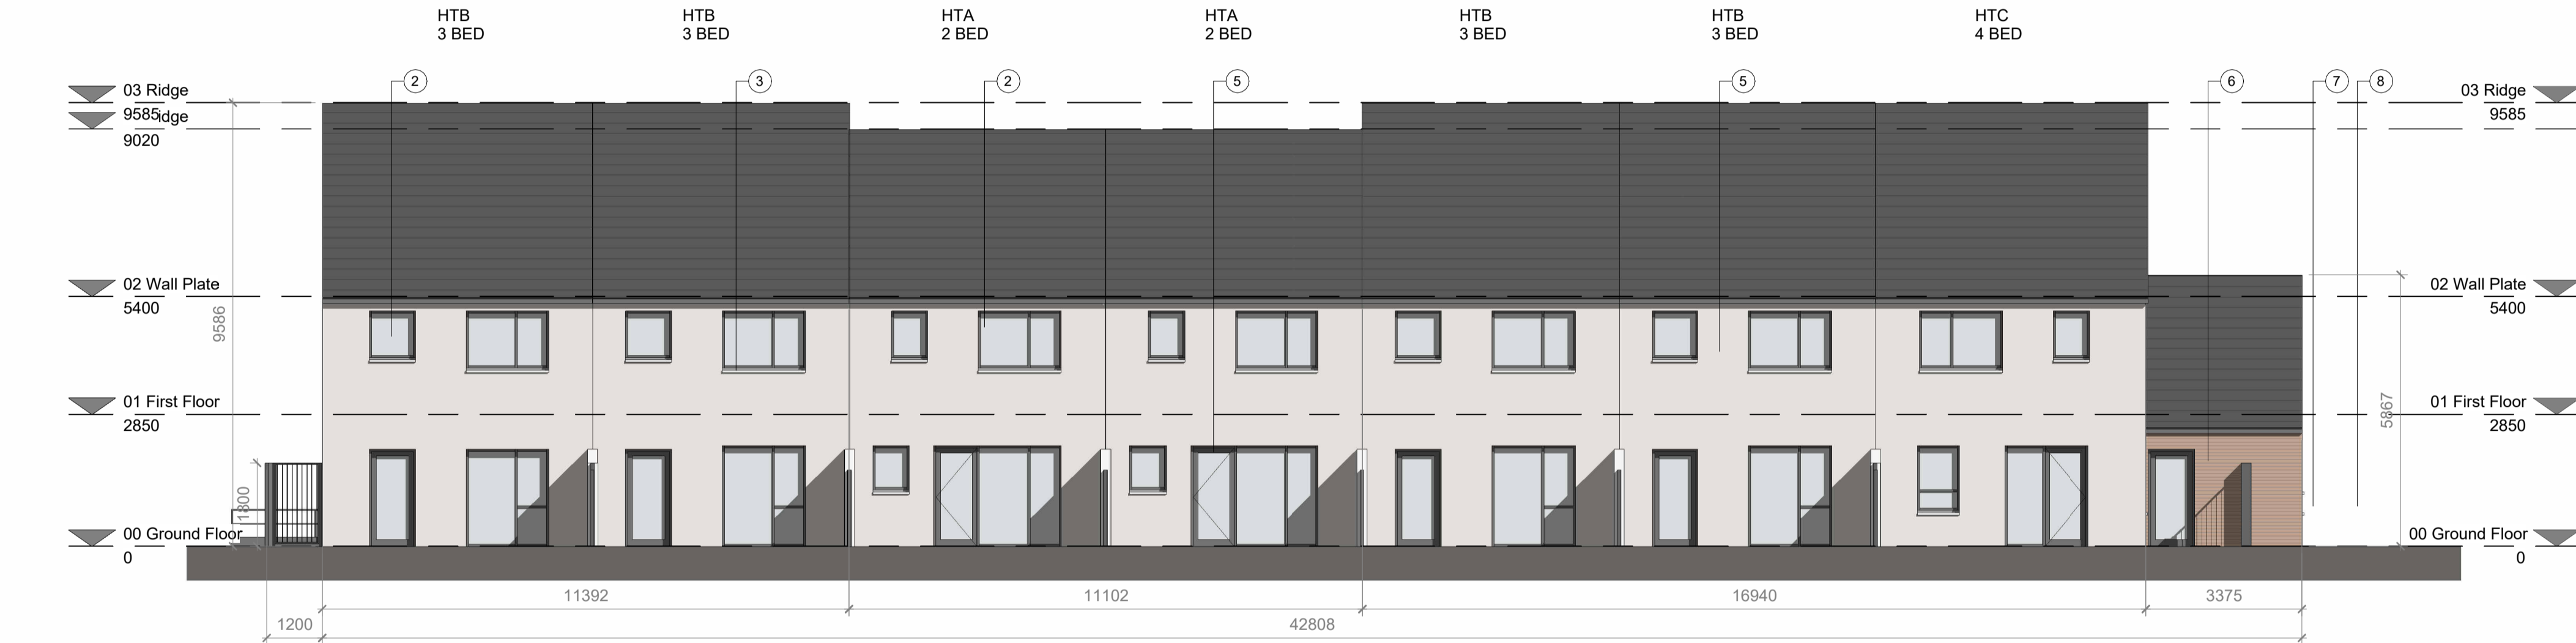 HTB
3 BED
HTB
3 BED
HTA
2 BED
HTA
2 BED
HTB
3 BED
HTB
3 BED
HTC
4 BED
2
3
2
5
5
6
7
8
03 Ridge
9585
idge
9020
02 Wall Plate
5400
01 First Floor
2850
00 Ground Floor
0
9586
1800
03 Ridge
9585
02 Wall Plate
5400
01 First Floor
2850
00 Ground Floor
0
5867
11392
11102
16940
3375
1200
42808